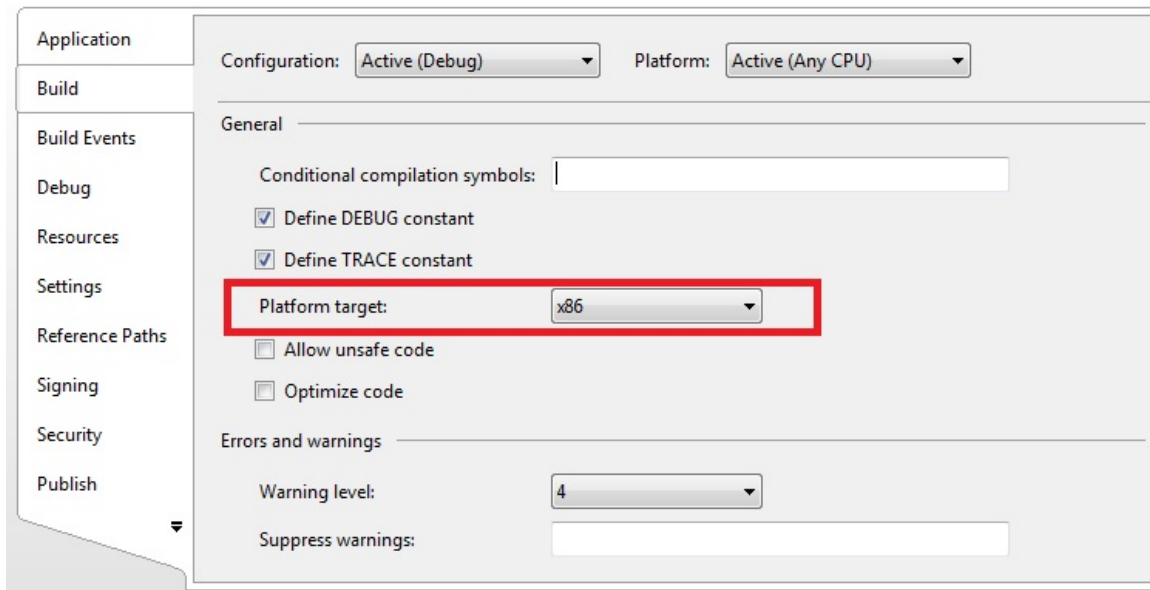 Application
Build
Build Events
Debug
Resources
Settings
Reference Paths
Signing
Security
Publish
Configuration: Active (Debug) Platform: Active (Any CPU)
General
Conditional compilation symbols:
Define DEBUG constant
Define TRACE constant
Platform target: x86
Allow unsafe code
Optimize code
Errors and warnings
Warning level: 4
Suppress warnings: